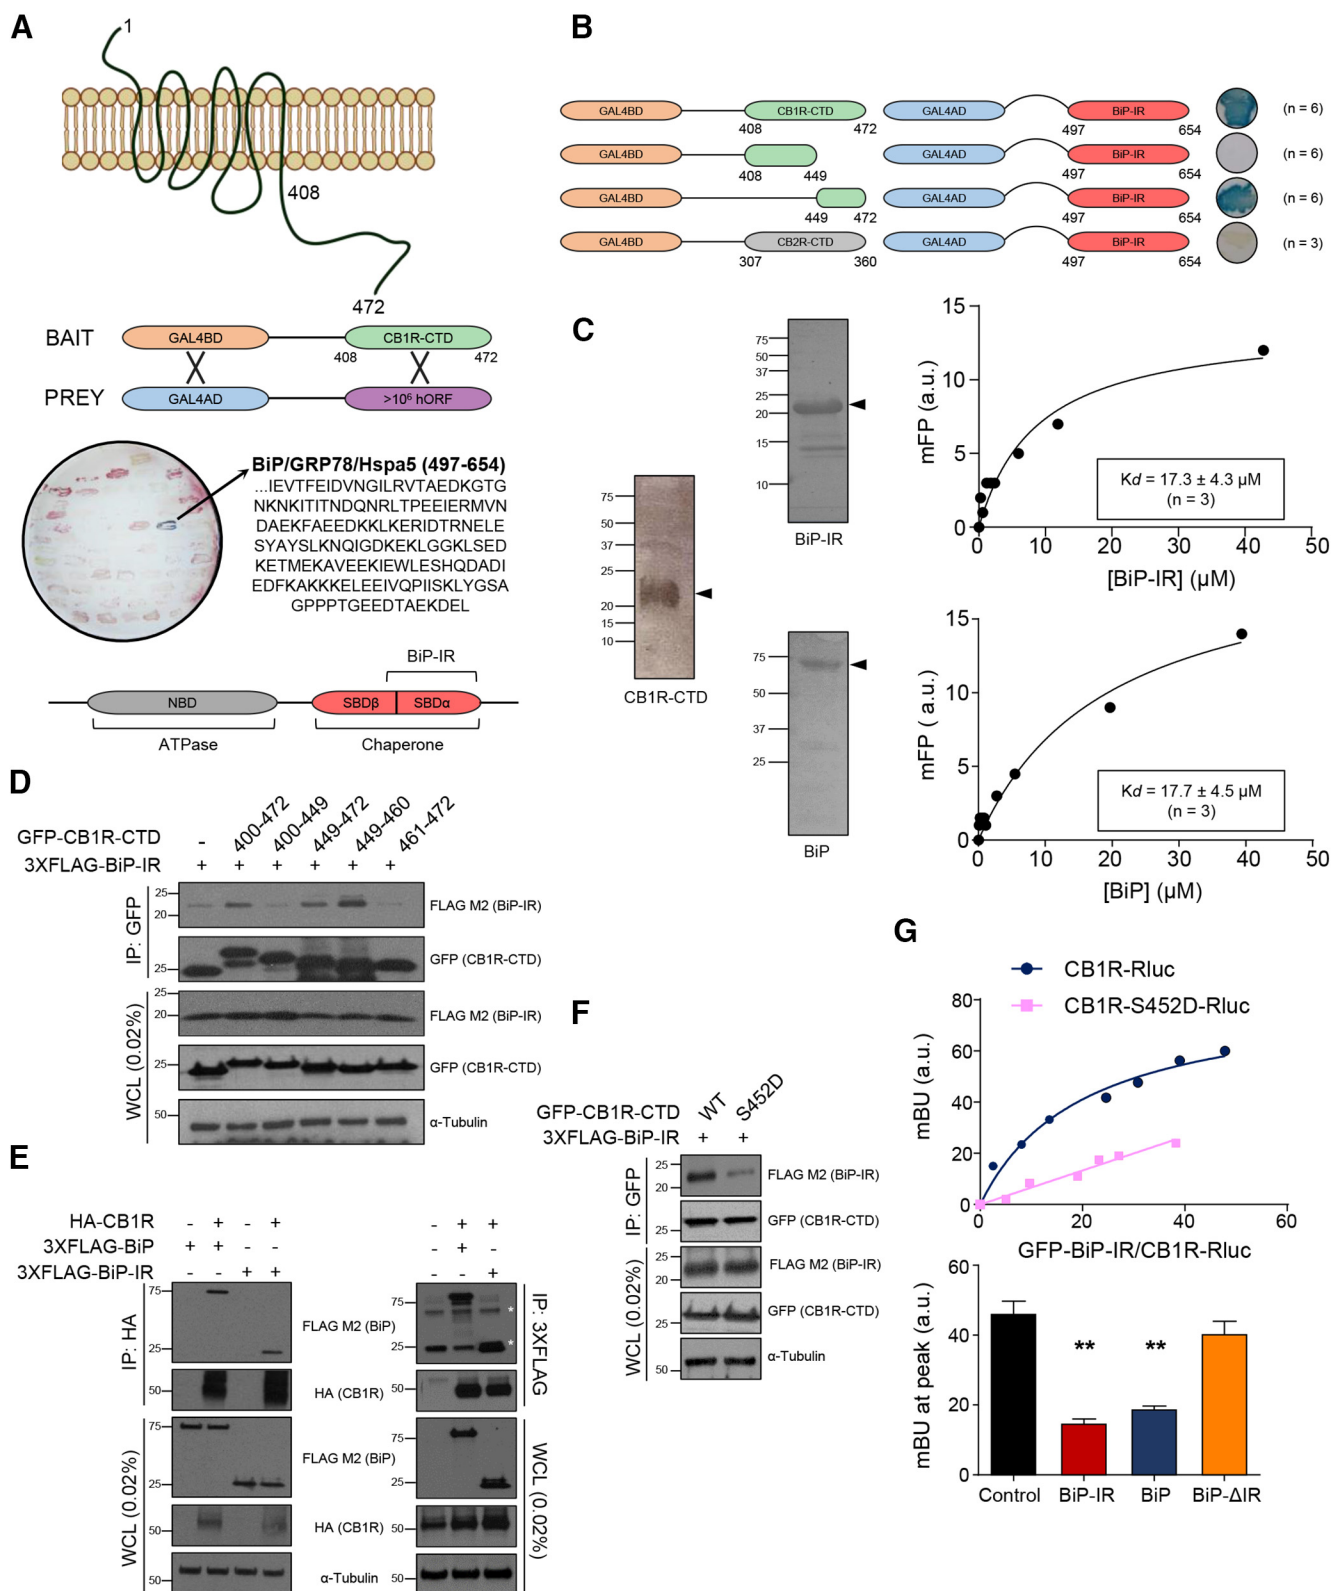 A
1
408
472
BAIT
GAL4BD
CB1R-CTD
408
472
PREY
GAL4AD
>10⁶ hORF
BiP/GRP78/Hspa5 (497-654)
...IEVTFEIDVNGILRVTAEDKGTG
NKNKITITNDQNRLTPEEIERMVN
DAEKFAEEDKKLKERIDTRNELE
SYAYSLKNQIGDKEKLGGKLSED
KETMEKAVEEKIEWLESHQDADI
EDFKAKKKELEEIVQPIISKLYGSA
GPPPTGEEDTAEKDEL
BiP-IR
NBD
SBDβ
SBDα
ATPase
Chaperone
B
GAL4BD
CB1R-CTD
GAL4AD
BiP-IR
(n = 6)
408
472
497
654
GAL4BD
GAL4AD
BiP-IR
(n = 6)
408
449
497
654
GAL4BD
GAL4AD
BiP-IR
(n = 6)
449
472
497
654
GAL4BD
CB2R-CTD
GAL4AD
BiP-IR
(n = 3)
307
360
497
654
C
75
50
37
25
20
15
10
CB1R-CTD
75
50
37
25
20
15
10
BiP-IR
75
50
37
25
BiP
mFP (a.u.)
15
10
5
0
Kd = 17.3 ± 4.3 µM
(n = 3)
0 10 20 30 40 50
[BiP-IR] (µM)
mFP ( a.u.)
15
10
5
0
Kd = 17.7 ± 4.5 µM
(n = 3)
0 10 20 30 40 50
[BiP] (µM)
D
GFP-CB1R-CTD
- 400-472 400-449 449-472 449-460 461-472
3XFLAG-BiP-IR
+ + + + + +
IP: GFP
25
20
FLAG M2 (BiP-IR)
25
GFP (CB1R-CTD)
WCL (0.02%)
25
20
FLAG M2 (BiP-IR)
25
GFP (CB1R-CTD)
50
α-Tubulin
E
HA-CB1R
- + - +
- + +
3XFLAG-BiP
+ + - -
- + -
3XFLAG-BiP-IR
- - + +
- - +
IP: HA
75
25
FLAG M2 (BiP)
50
HA (CB1R)
WCL (0.02%)
75
25
FLAG M2 (BiP)
50
HA (CB1R)
50
α-Tubulin
75
25
*
*
IP: 3XFLAG
50
75
25
WCL (0.02%)
50
50
F
GFP-CB1R-CTD
WT S452D
3XFLAG-BiP-IR
+ +
IP: GFP
25
20
FLAG M2 (BiP-IR)
25
GFP (CB1R-CTD)
WCL (0.02%)
25
20
FLAG M2 (BiP-IR)
25
GFP (CB1R-CTD)
50
α-Tubulin
G
CB1R-Rluc
CB1R-S452D-Rluc
mBU (a.u.)
80
60
40
20
0
0 20 40 60
GFP-BiP-IR/CB1R-Rluc
mBU at peak (a.u.)
60
40
20
0
**
**
Control BiP-IR BiP BiP-ΔIR